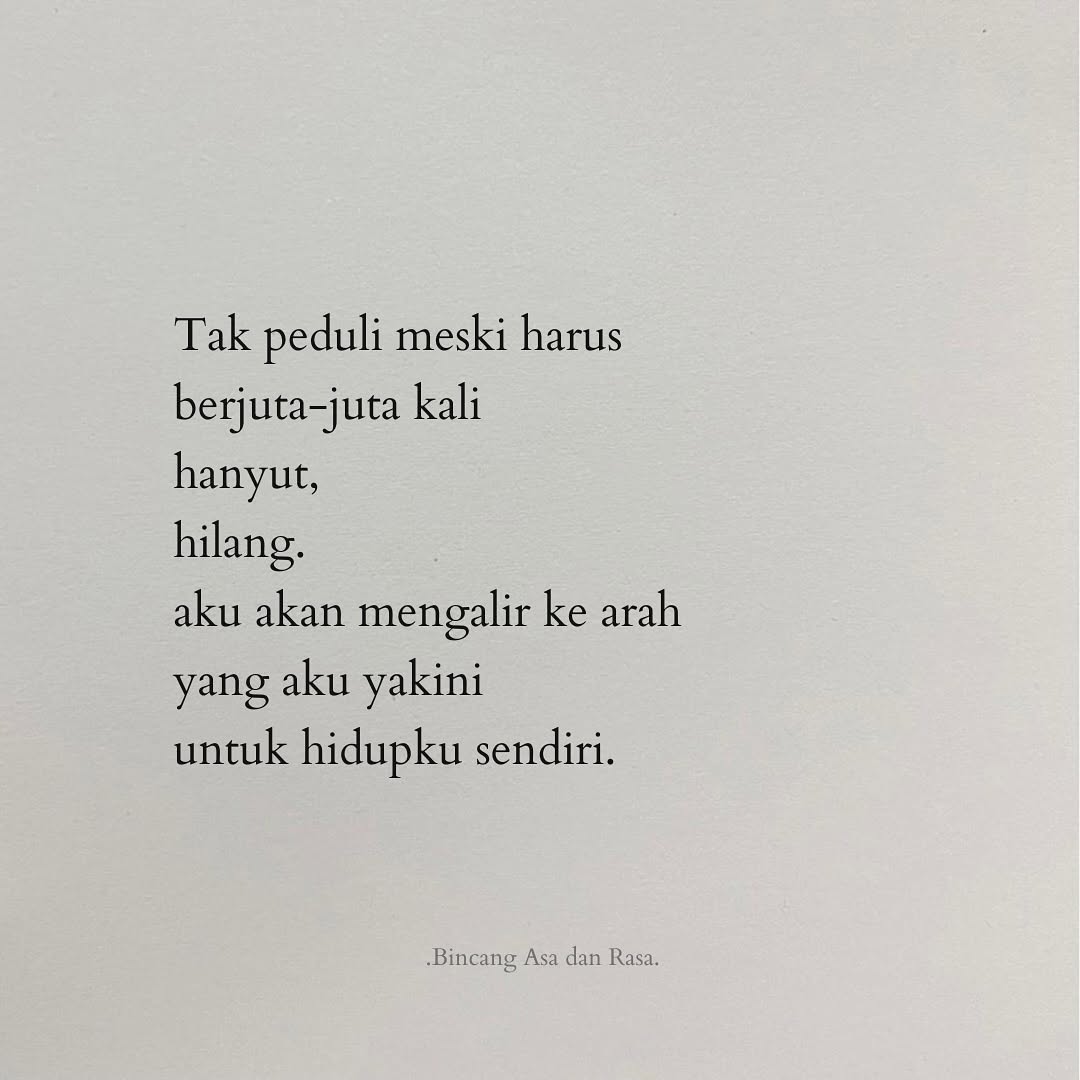 Tak peduli meski harus
berjuta-juta kali
hanyut,
hilang.
aku akan mengalir ke arah
yang aku yakini
untuk hidupku sendiri.
.Bincang Asa dan Rasa.